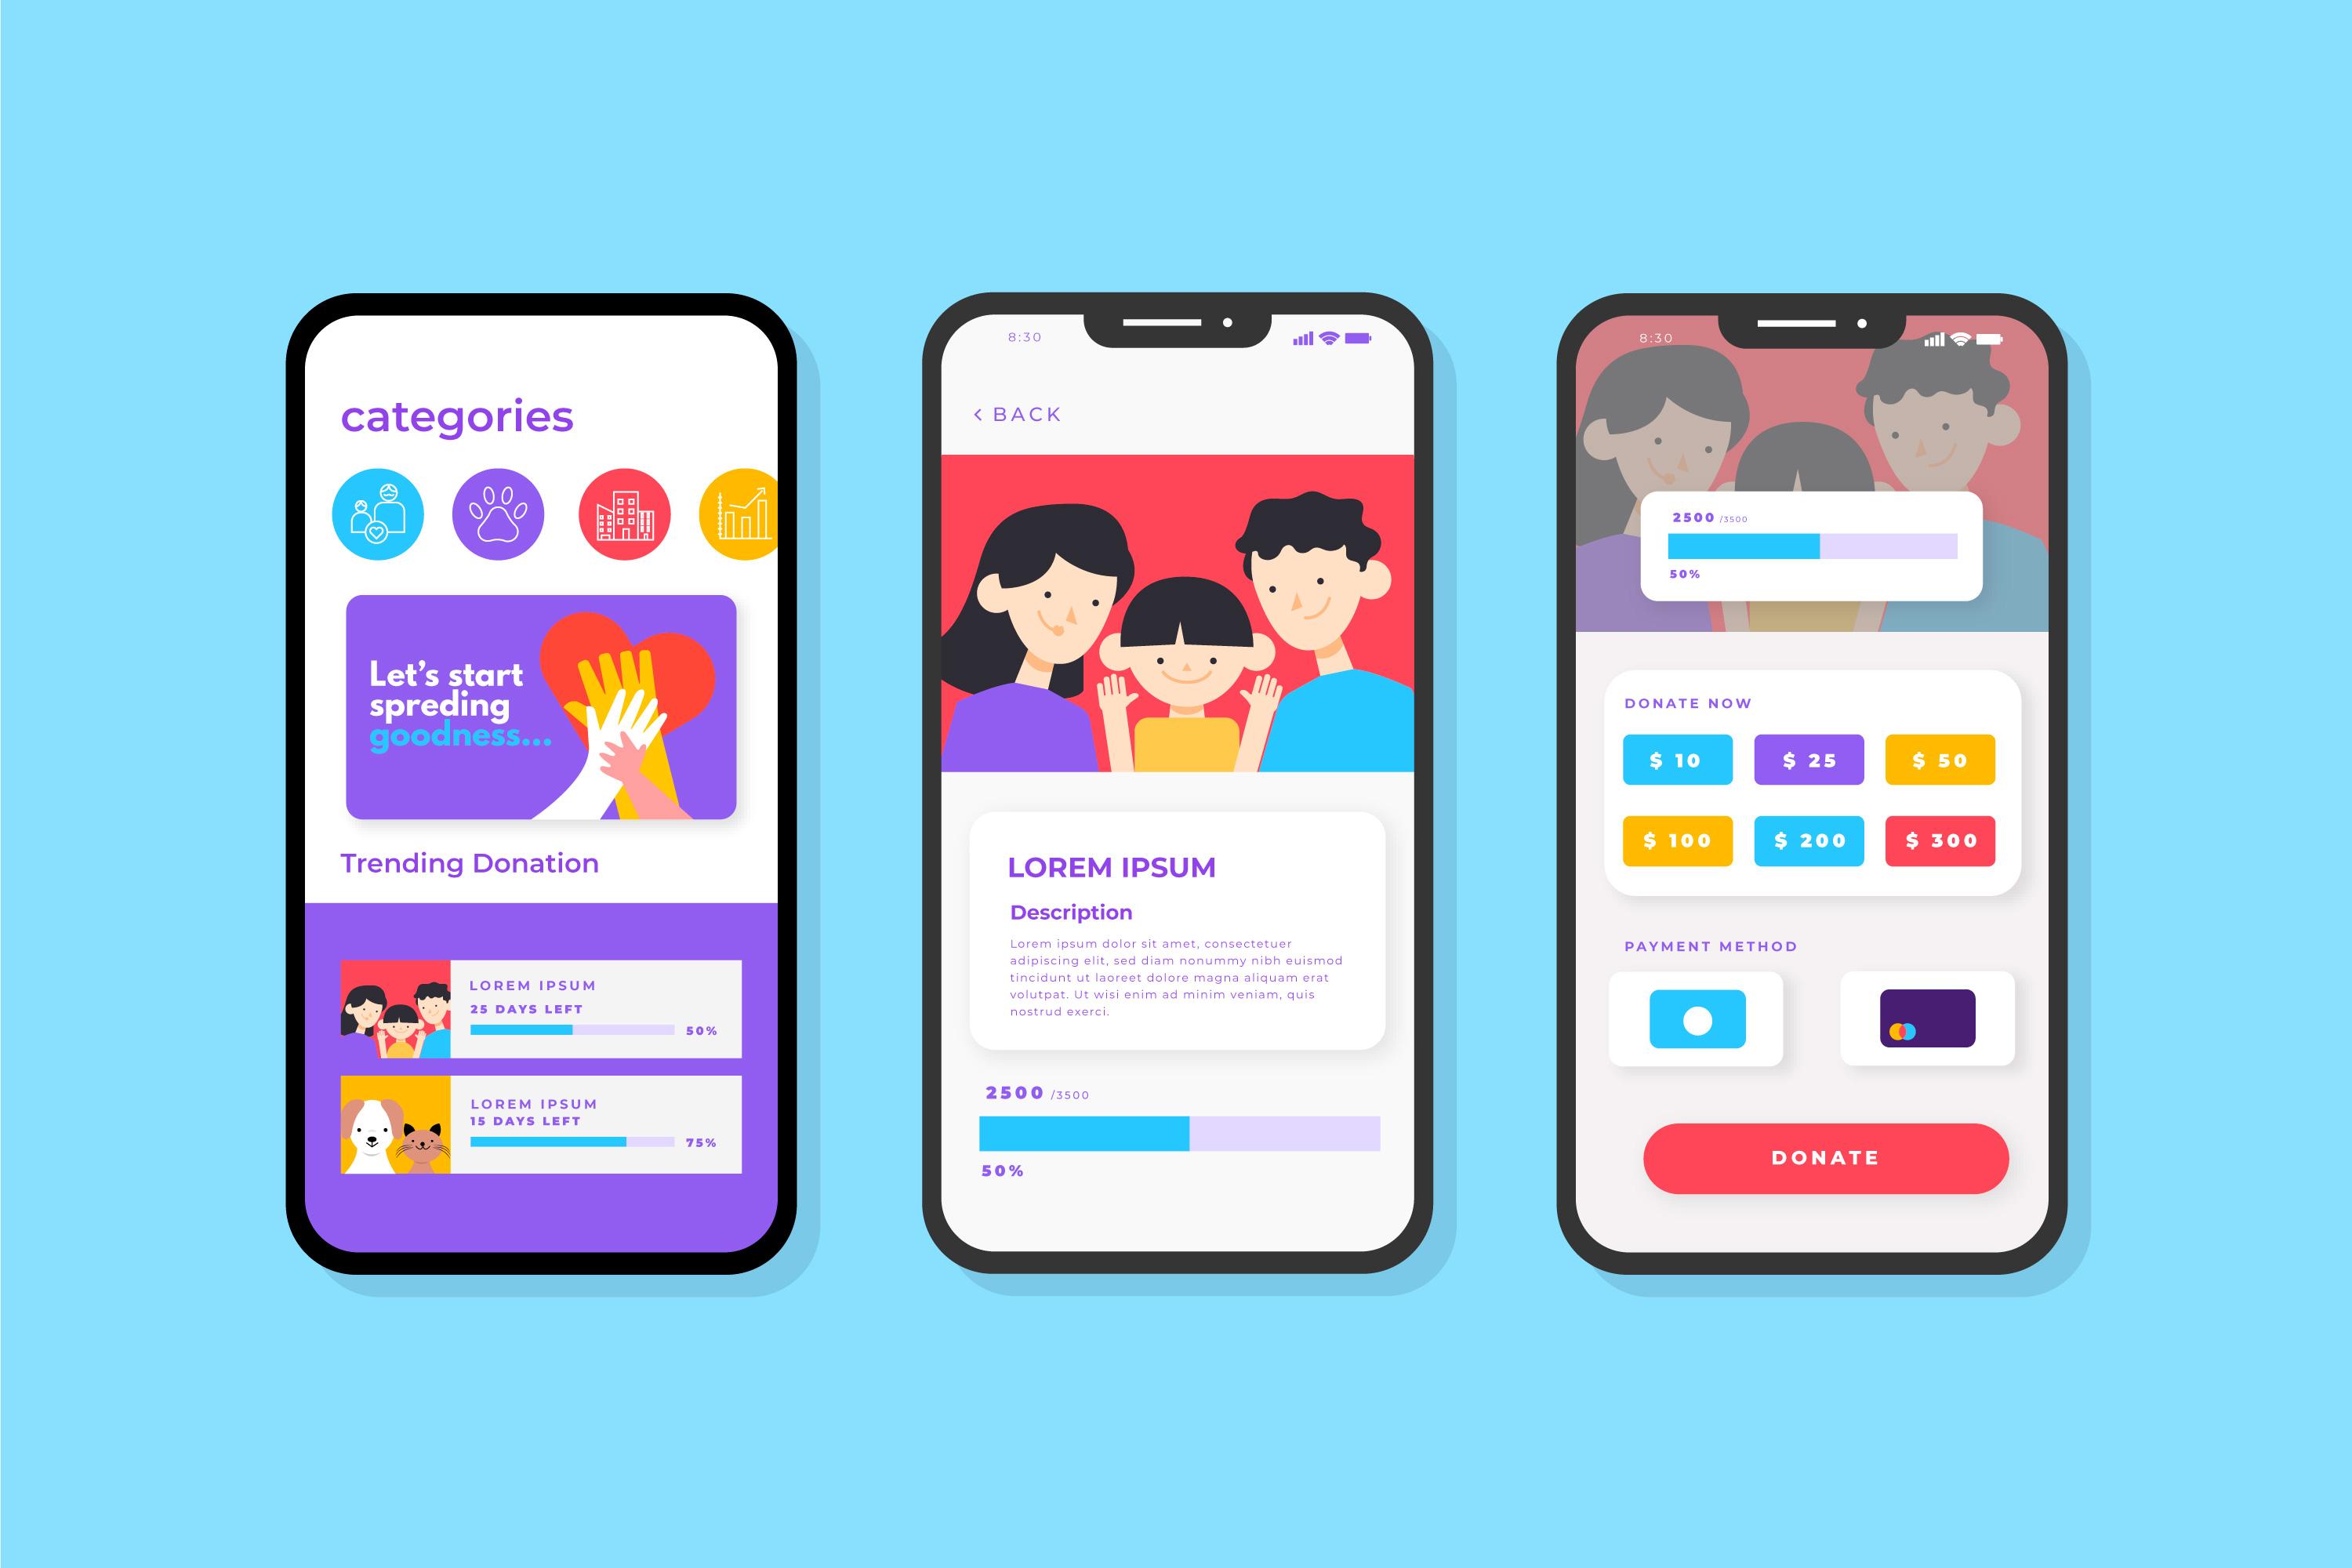 categories
Let's start
spreding
goodness...
Trending Donation
LOREM IPSUM
25 DAYS LEFT
50%
LOREM IPSUM
15 DAYS LEFT
75%
8:30
< BACK
LOREM IPSUM
Description
Lorem ipsum dolor sit amet, consectetuer
adipiscing elit, sed diam nonummy nibh euismod
tincidunt ut laoreet dolore magna aliquam erat
volutpat. Ut wisi enim ad minim veniam, quis
nostrud exerci.
2500 /3500
50%
8:30
2500 /3500
50%
DONATE NOW
$ 10 $ 25 $ 50
$ 100 $ 200 $ 300
PAYMENT METHOD
DONATE